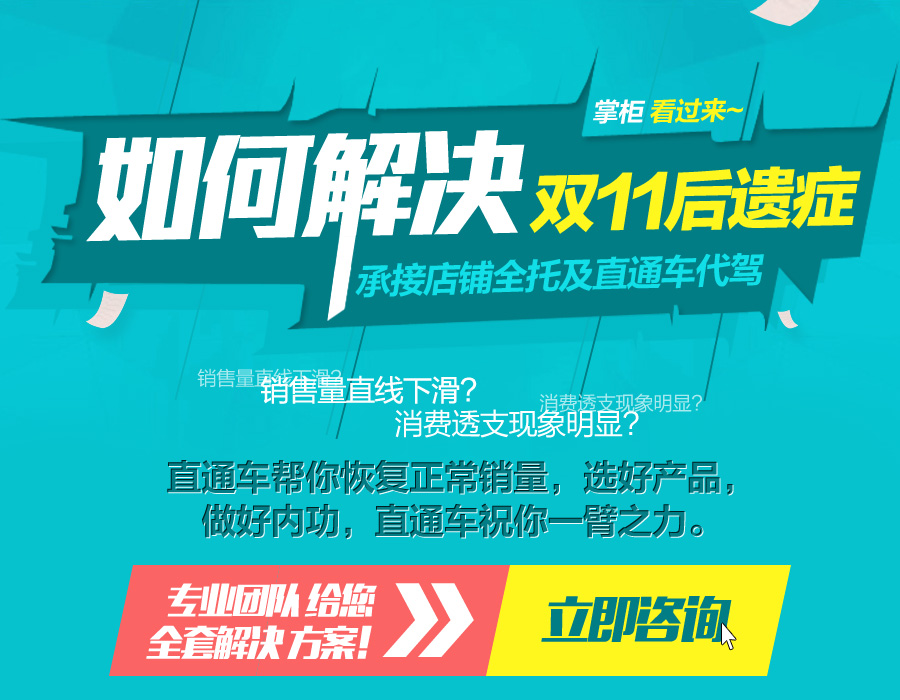 掌柜 看过来~
如何解决 双11后遗症
承接店铺全托及直通车代驾
销售量直线下滑?
销售量直线下滑?
消费透支现象明显?
消费透支现象明显?
直通车帮你恢复正常销量，选好产品，
做好内功，直通车祝你一臂之力。
专业团队 给您
全套解决方案!
立即咨询